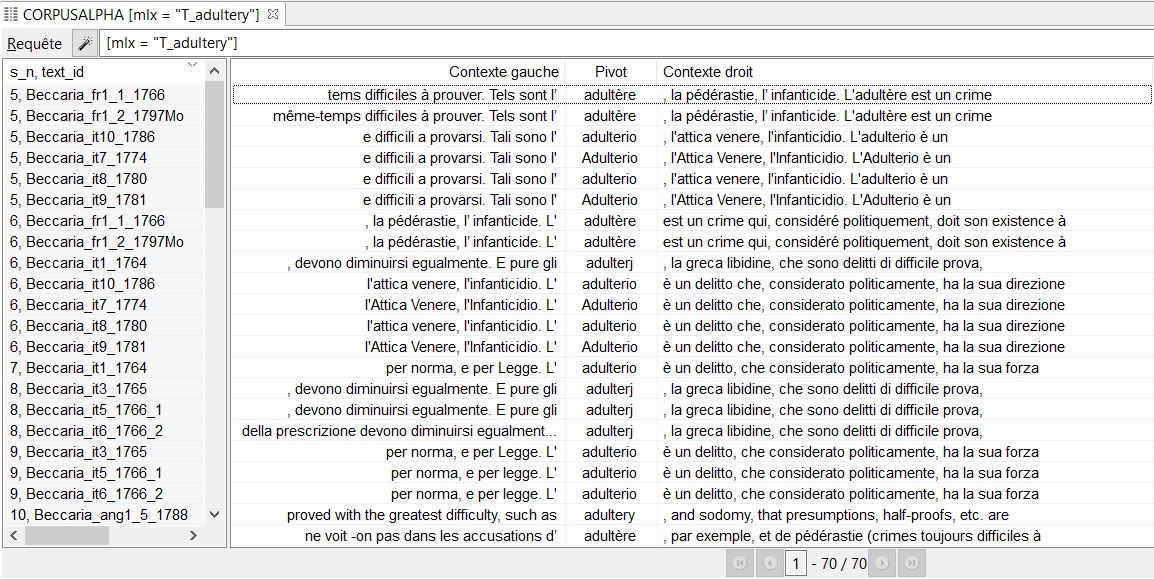 CORPUSALPHA [mlx = "T_adultery"]
Requête [mlx = "T_adultery"]
s_n, text_id Contexte gauche Pivot Contexte droit
5, Beccaria_fr1_1_1766 tems difficiles à prouver. Tels sont l’ adultère , la pédérastie, l’ infanticide. L'adultère est un crime
5, Beccaria_fr1_2_1797Mo même-temps difficiles à prouver. Tels sont l’ adultère , la pédérastie, l’ infanticide. L'adultère est un crime
5, Beccaria_it10_1786 e difficili a provarsi. Tali sono l' adulterio , l'attica venere, l'infanticidio. L'adulterio è un
5, Beccaria_it7_1774 e difficili a provarsi. Tali sono l' Adulterio , l'Attica Venere, l'Infanticidio. L'Adulterio è un
5, Beccaria_it8_1780 e difficili a provarsi. Tali sono l' adulterio , l'attica venere, l'infanticidio. L'adulterio è un
5, Beccaria_it9_1781 e difficili a provarsi. Tali sono l' Adulterio , l'Attica Venere, l'Infanticidio. L'Adulterio è un
6, Beccaria_fr1_1_1766 , la pédérastie, l’ infanticide. L' adultère est un crime qui, considéré politiquement, doit son existence à
6, Beccaria_fr1_2_1797Mo , la pédérastie, l’ infanticide. L' adultère est un crime qui, considéré politiquement, doit son existence à
6, Beccaria_it1_1764 , devono diminuirsi egualmente. E pure gli adulterj , la greca libidine, che sono delitti di difficile prova,
6, Beccaria_it10_1786 l'attica venere, l'infanticidio. L' adulterio è un delitto che, considerato politicamente, ha la sua direzione
6, Beccaria_it7_1774 l'Attica Venere, l'Infanticidio. L' Adulterio è un delitto che, considerato politicamente, ha la sua direzione
6, Beccaria_it8_1780 l'attica venere, l'infanticidio. L' adulterio è un delitto che, considerato politicamente, ha la sua direzione
6, Beccaria_it9_1781 l'Attica Venere, l'Infanticidio. L' Adulterio è un delitto che, considerato politicamente, ha la sua direzione
7, Beccaria_it1_1764 per norma, e per Legge. L' adulterio è un delitto, che considerato politicamente, ha la sua forza
8, Beccaria_it3_1765 , devono diminuirsi egualmente. E pure gli adulterj , la greca libidine, che sono delitti di difficile prova,
8, Beccaria_it5_1766_1 , devono diminuirsi egualmente. E pure gli adulterj , la greca libidine, che sono delitti di difficile prova,
8, Beccaria_it6_1766_2 della prescrizione devono diminuirsi egualment... adulterj , la greca libidine, che sono delitti di difficile prova,
9, Beccaria_it3_1765 per norma, e per Legge. L' adulterio è un delitto, che considerato politicamente, ha la sua forza
9, Beccaria_it5_1766_1 per norma, e per legge. L' adulterio è un delitto, che considerato politicamente, ha la sua forza
9, Beccaria_it6_1766_2 per norma, e per legge. L' adulterio è un delitto, che considerato politicamente, ha la sua forza
10, Beccaria_ang1_5_1788 proved with the greatest difficulty, such as adultery , and sodomy, that presumptions, half-proofs, etc. are
ne voit -on pas dans les accusations d’ adultère , par exemple, et de pédérastie (crimes toujours difficiles à
1 - 70 / 70